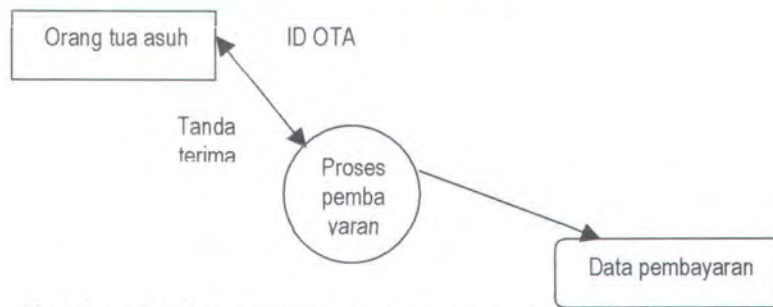 Orang tua asuh
ID OTA
Tanda
terima
Proses
pemba
yaran
Data pembayaran